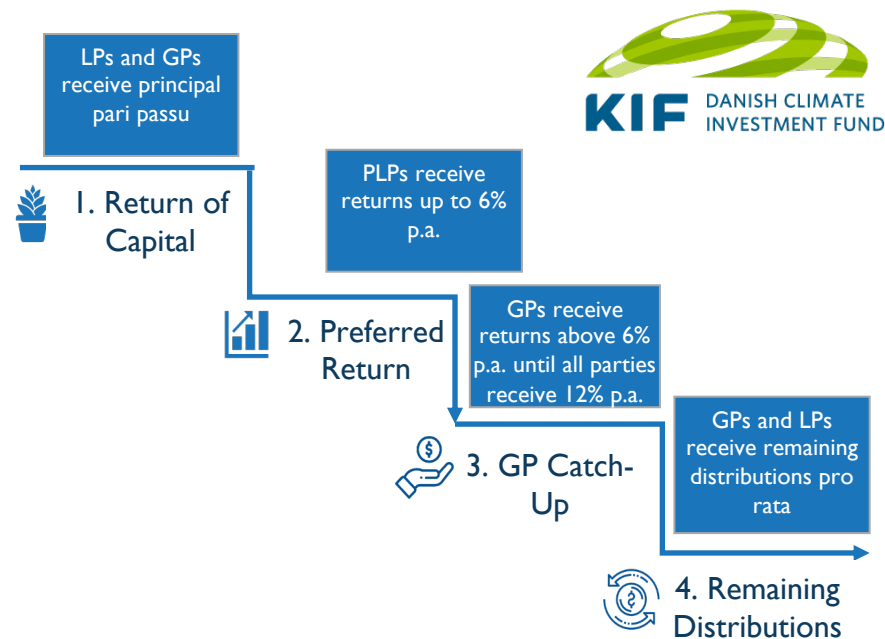 LPs and GPs
receive principal
pari passu
KIF DANISH CLIMATE
INVESTMENT FUND
1. Return of
Capital
PLPs receive
returns up to 6%
p.a.
2. Preferred
Return
GPs receive
returns above 6%
p.a. until all parties
receive 12% p.a.
3. GP Catch-
Up
GPs and LPs
receive remaining
distributions pro
rata
4. Remaining
Distributions